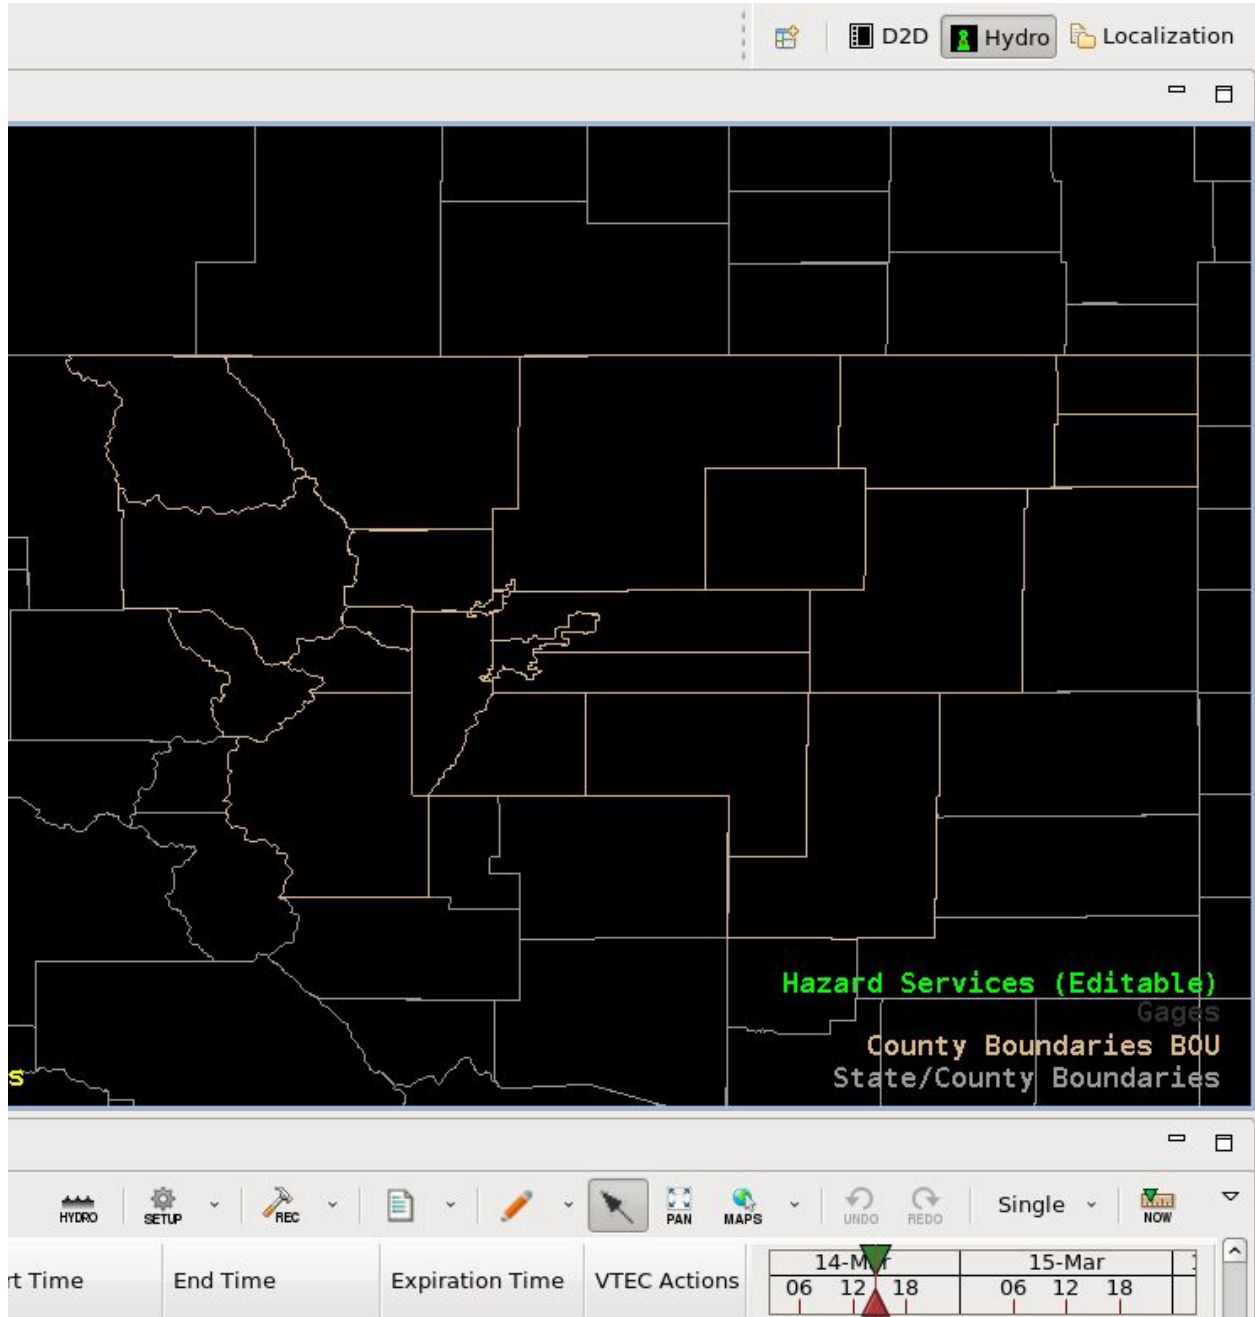 D2D Hydro Localization
Hazard Services (Editable)
Gages
County Boundaries BOU
State/County Boundaries
s
HYDRO SETUP REC PAN MAPS UNDO REDO Single NOW
rt Time End Time Expiration Time VTEC Actions
14-Mar 15-Mar
06 12 18 06 12 18